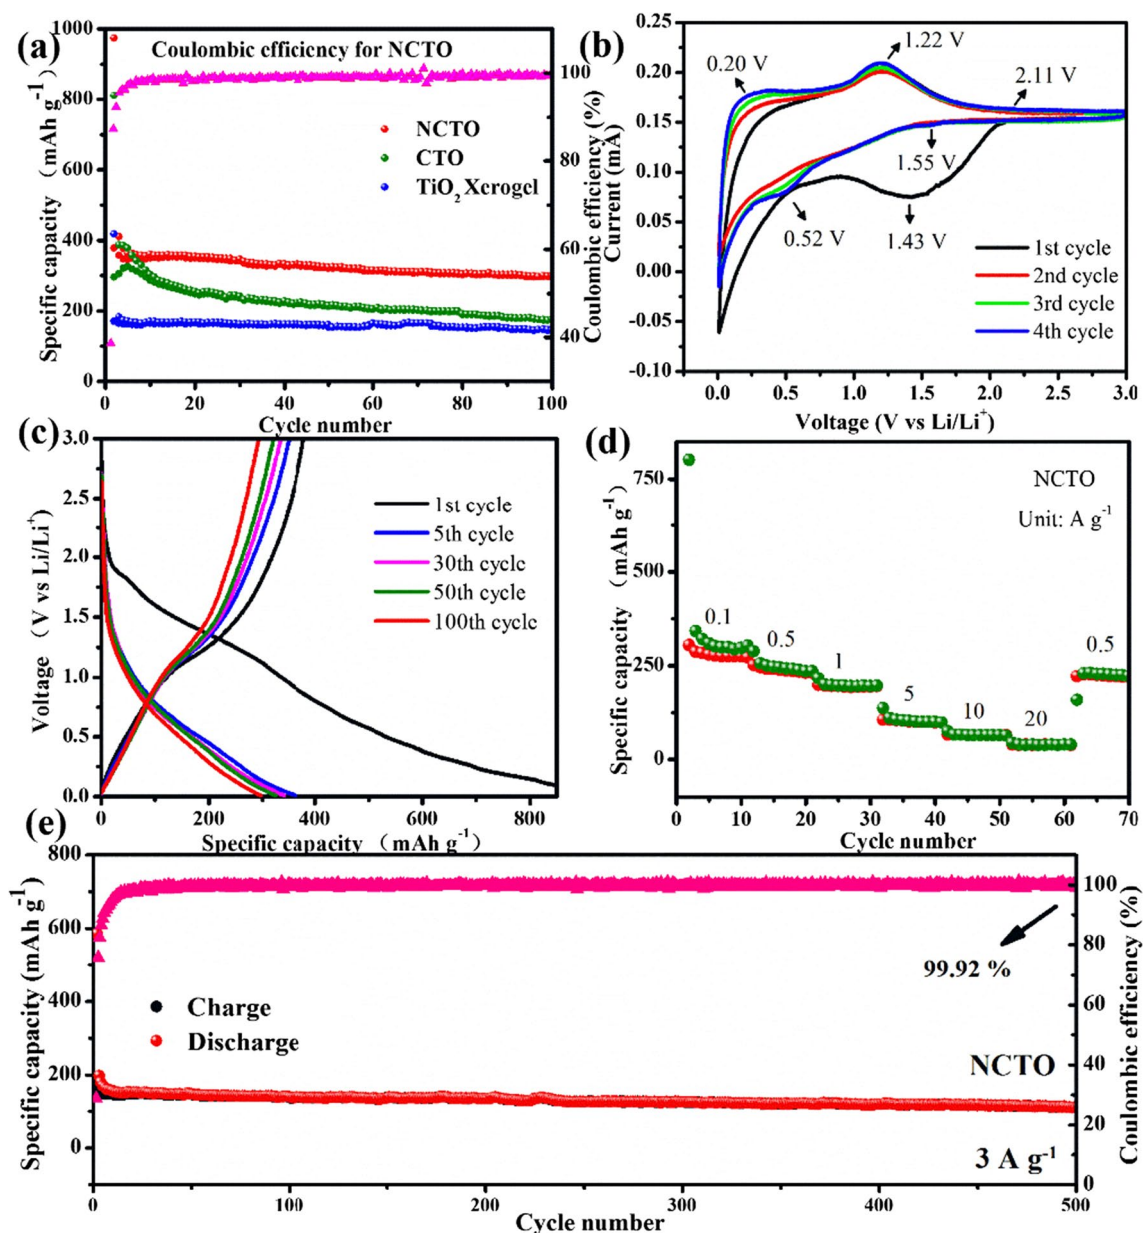 (a)
Coulombic efficiency for NCTO
1000
800
600
400
200
0
Specific capacity （mAh g⁻¹）
NCTO
CTO
TiO₂ Xerogel
100
80
60
40
Coulombic efficiency (%)
0 20 40 60 80 100
Cycle number
(b)
0.25
0.20
0.15
0.10
0.05
0.00
−0.05
−0.10
Current (mA)
0.20 V
1.22 V
2.11 V
1.55 V
0.52 V
1.43 V
1st cycle
2nd cycle
3rd cycle
4th cycle
0.0 0.5 1.0 1.5 2.0 2.5 3.0
Voltage (V vs Li/Li⁺)
(c)
3.0
2.5
2.0
1.5
1.0
0.5
0.0
Voltage （V vs Li/Li⁺）
1st cycle
5th cycle
30th cycle
50th cycle
100th cycle
0 200 400 600 800
Specific capacity （mAh g⁻¹）
(d)
750
500
250
0
Specific capacity （mAh g⁻¹）
NCTO
Unit: A g⁻¹
0.1
0.5
1
5
10
20
0.5
0 10 20 30 40 50 60 70
Cycle number
(e)
800
600
400
200
0
Specific capacity (mAh g⁻¹)
Charge
Discharge
99.92 %
NCTO
3 A g⁻¹
100
80
60
40
20
0
Coulombic efficiency (%)
0 100 200 300 400 500
Cycle number